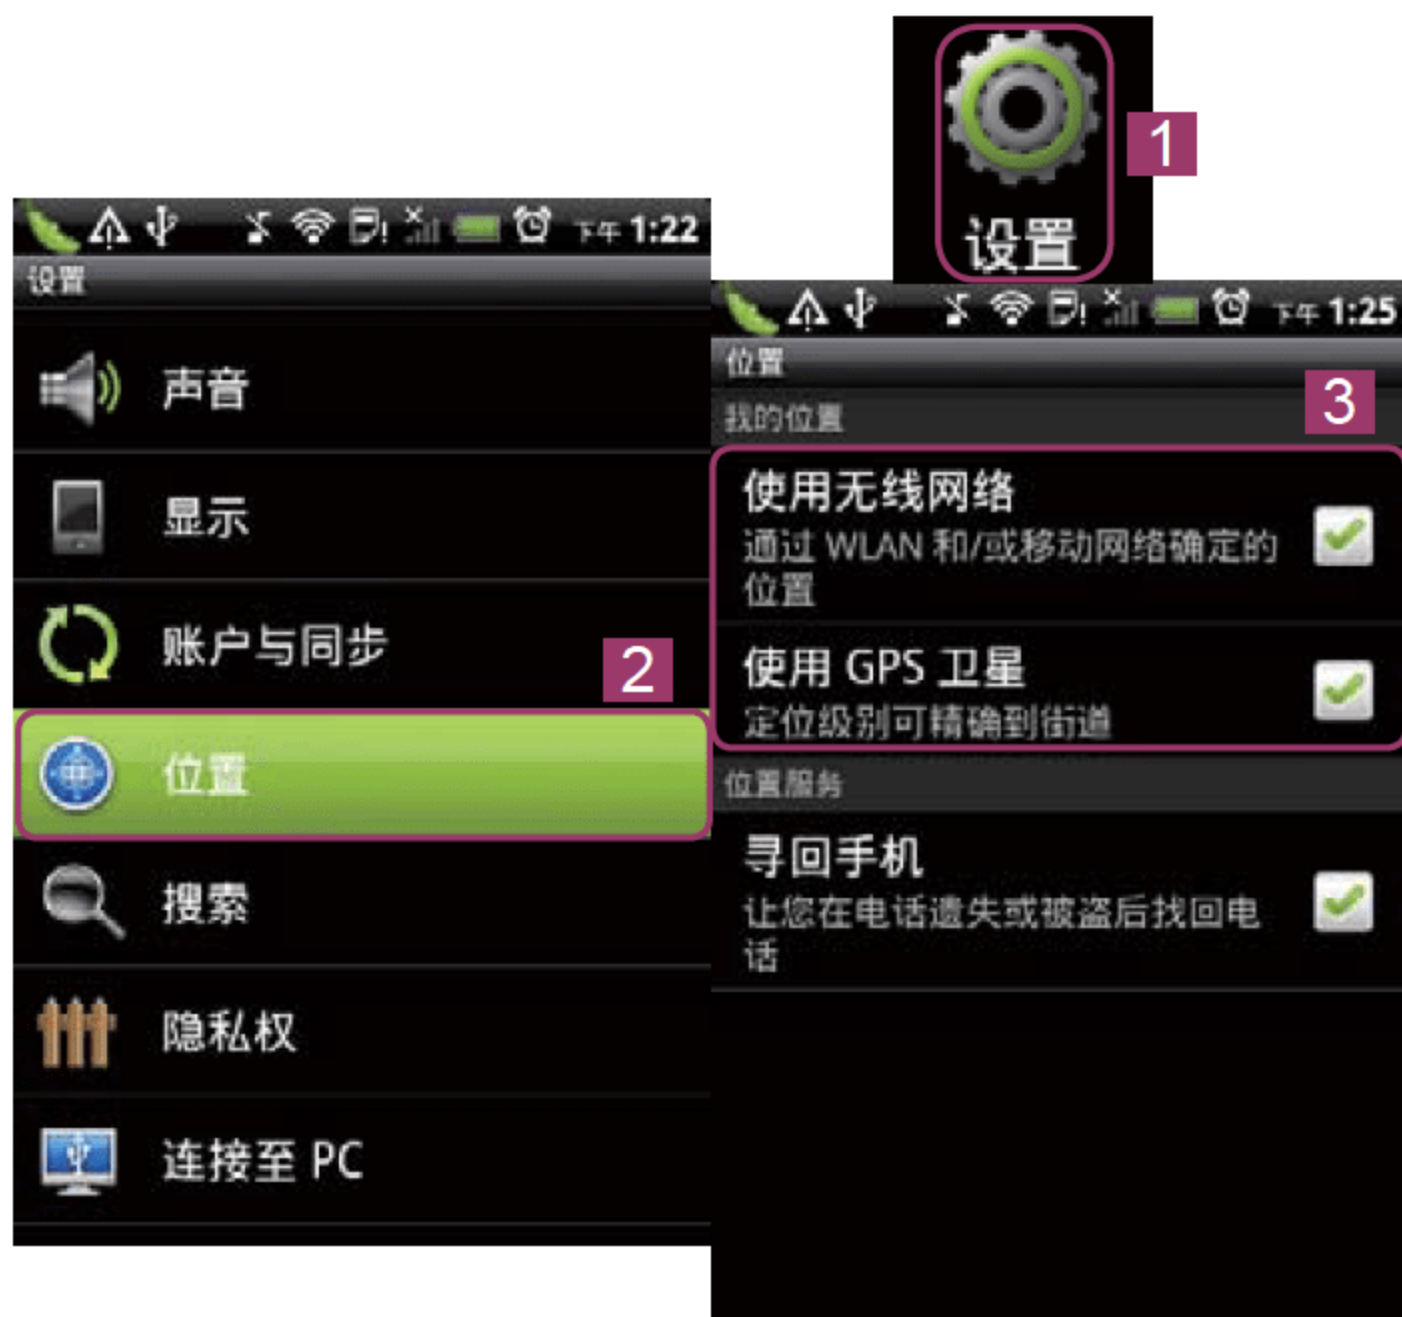 1
设置
下午 1:22
设置
声音
显示
账户与同步
2
位置
搜索
隐私权
连接至 PC
下午 1:25
位置
3
我的位置
使用无线网络
通过 WLAN 和/或移动网络确定的
位置
使用 GPS 卫星
定位级别可精确到街道
位置服务
寻回手机
让您在电话遗失或被盗后找回电
话